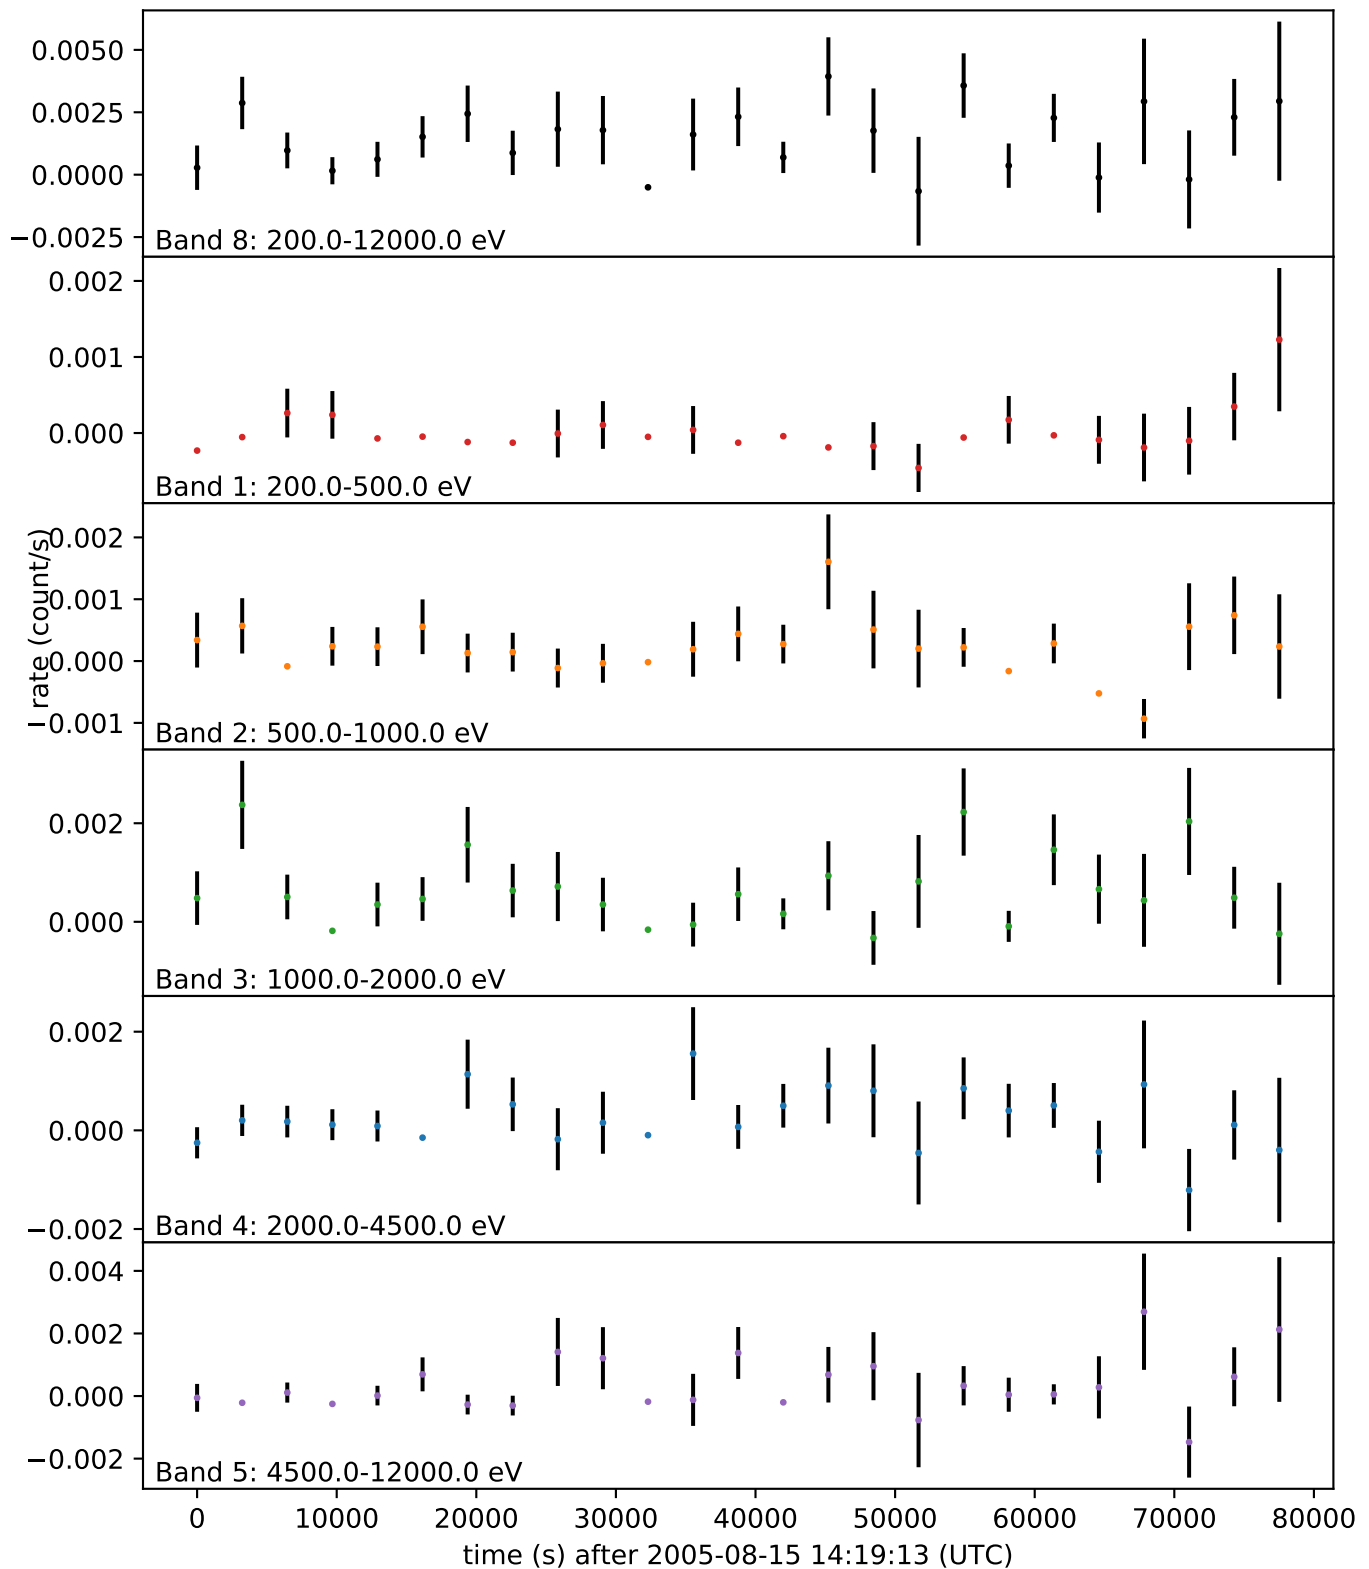 0.0050
0.0025
0.0000
−0.0025
Band 8: 200.0-12000.0 eV
0.002
0.001
0.000
Band 1: 200.0-500.0 eV
rate (count/s)
0.002
0.001
0.000
−0.001
Band 2: 500.0-1000.0 eV
0.002
0.000
Band 3: 1000.0-2000.0 eV
0.002
0.000
−0.002
Band 4: 2000.0-4500.0 eV
0.004
0.002
0.000
−0.002
Band 5: 4500.0-12000.0 eV
0 10000 20000 30000 40000 50000 60000 70000 80000
time (s) after 2005-08-15 14:19:13 (UTC)